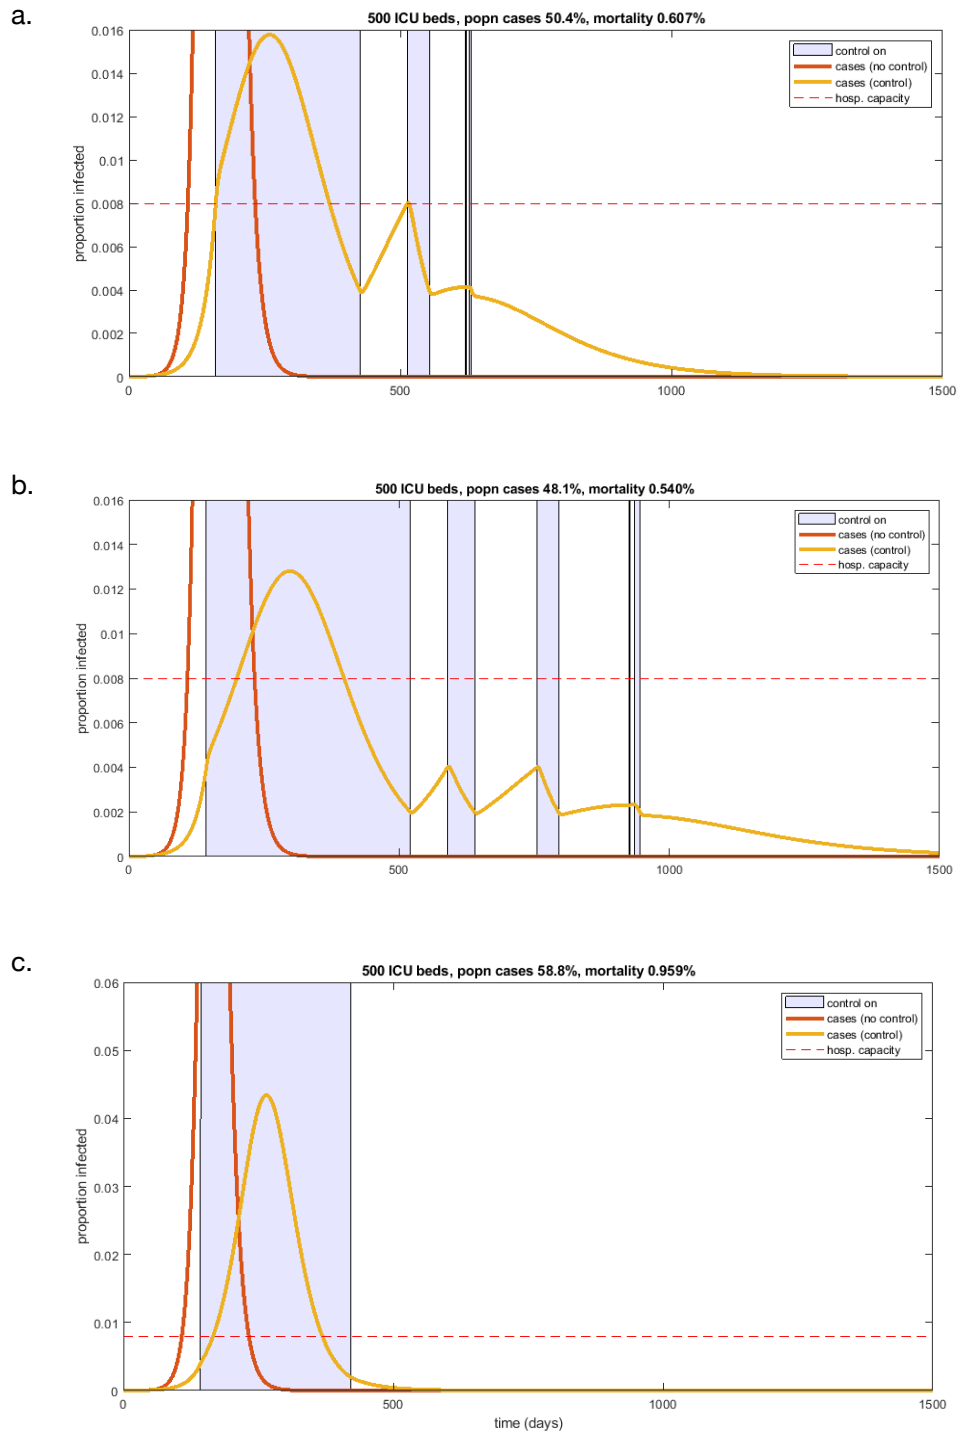 a.
500 ICU beds, popn cases 50.4%, mortality 0.607%
0.016
0.014
0.012
0.01
0.008
0.006
0.004
0.002
0
proportion infected
control on
cases (no control)
cases (control)
hosp. capacity
0 500 1000 1500
b.
500 ICU beds, popn cases 48.1%, mortality 0.540%
0.016
0.014
0.012
0.01
0.008
0.006
0.004
0.002
0
proportion infected
control on
cases (no control)
cases (control)
hosp. capacity
0 500 1000 1500
c.
500 ICU beds, popn cases 58.8%, mortality 0.959%
0.06
0.05
0.04
0.03
0.02
0.01
0
proportion infected
control on
cases (no control)
cases (control)
hosp. capacity
0 500 1000 1500
time (days)